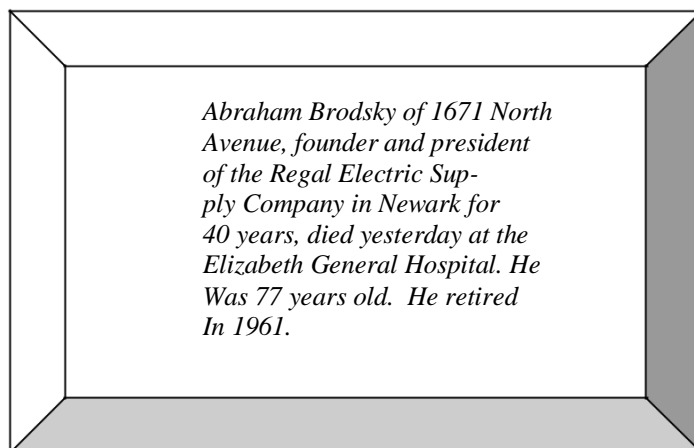 Abraham Brodsky of 1671 North
Avenue, founder and president
of the Regal Electric Sup-
ply Company in Newark for
40 years, died yesterday at the
Elizabeth General Hospital. He
Was 77 years old.  He retired
In 1961.